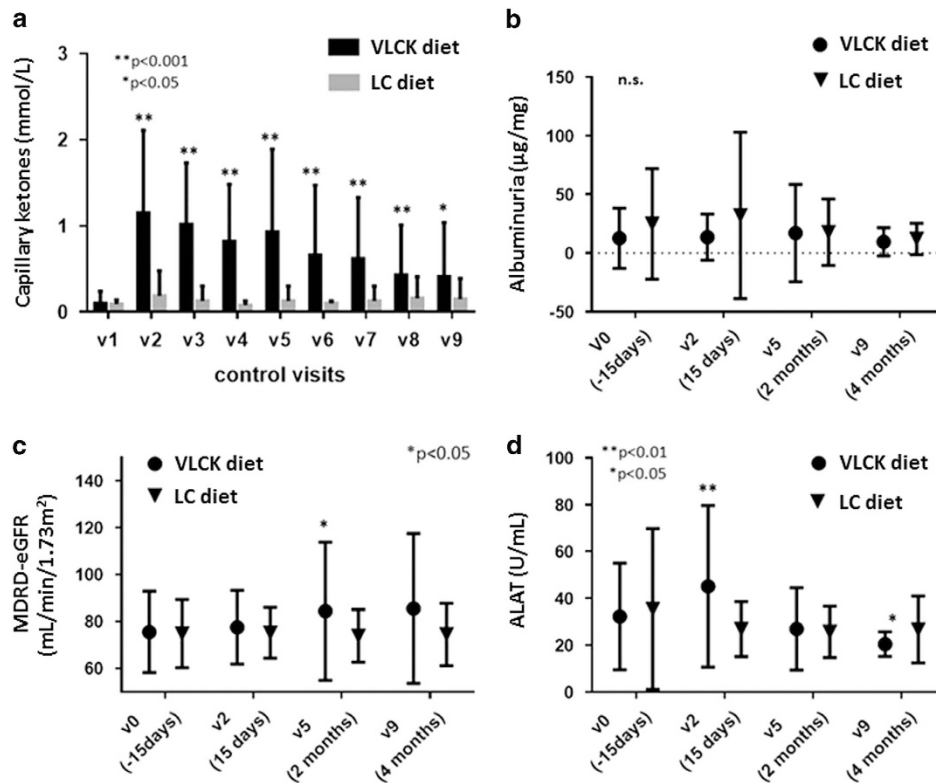 a
Capillary ketones (mmol/L)
3
2
1
0
**p<0.001
*p<0.05
VLCK diet
LC diet
**
**
**
**
**
**
**
*
v1 v2 v3 v4 v5 v6 v7 v8 v9
control visits
b
Albuminuria (µg/mg)
150
100
50
0
-50
n.s.
VLCK diet
LC diet
V0
(-15days)
v2
(15 days)
v5
(2 months)
v9
(4 months)
c
MDRD-eGFR
(mL/min/1.73m²)
140
120
100
80
60
VLCK diet
LC diet
*p<0.05
*
v0
(-15days)
v2
(15 days)
v5
(2 months)
v9
(4 months)
d
ALAT (U/mL)
100
80
60
40
20
0
**p<0.01
*p<0.05
VLCK diet
LC diet
**
*
v0
(-15days)
v2
(15 days)
v5
(2 months)
v9
(4 months)